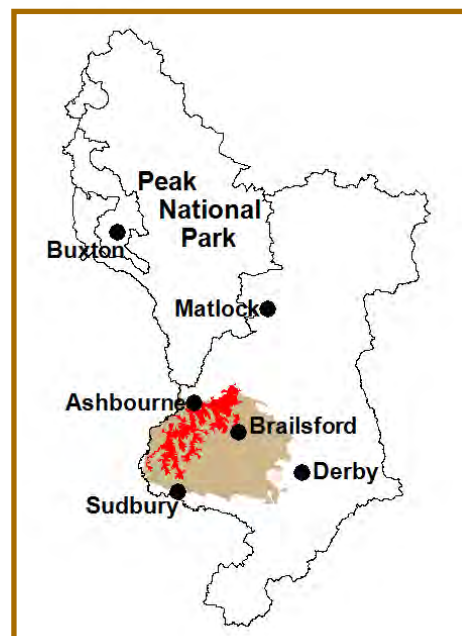 Peak
National
Park
Buxton
Matlock
Ashbourne
Brailsford
Derby
Sudbury